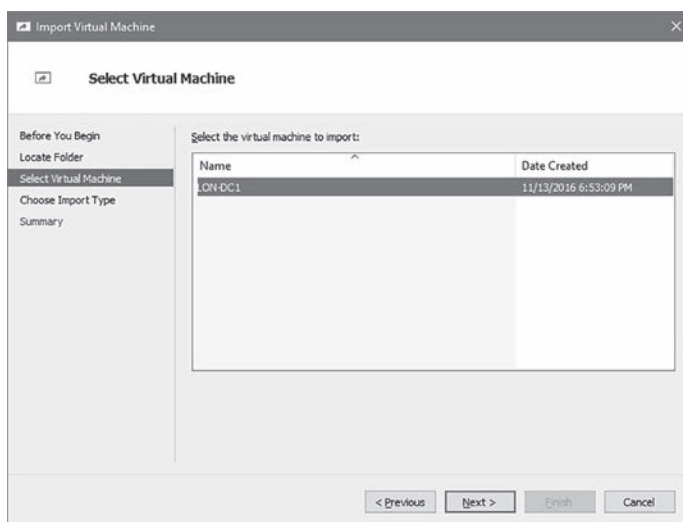 Import Virtual Machine
Select Virtual Machine
Before You Begin
Locate Folder
Select Virtual Machine
Choose Import Type
Summary
Select the virtual machine to import:
Name Date Created
LON-DC1 11/13/2016 6:53:09 PM
< Previous Next > Finish Cancel